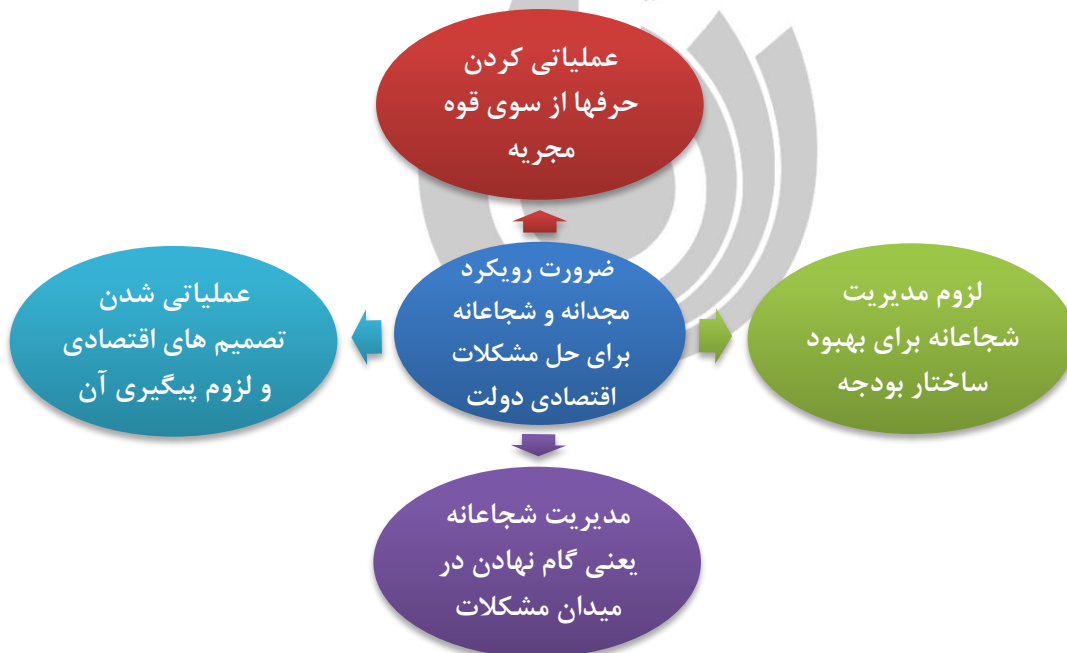 عملیاتی کردن
حرفها از سوی قوه
مجریه
ضرورت رویکرد
مجدانه و شجاعانه
برای حل مشکلات
اقتصادی دولت
لزوم مدیریت
شجاعانه برای بهبود
ساختار بودجه
عملیاتی شدن
تصمیم های اقتصادی
و لزوم پیگیری آن
مدیریت شجاعانه
یعنی گام نهادن در
میدان مشکلات